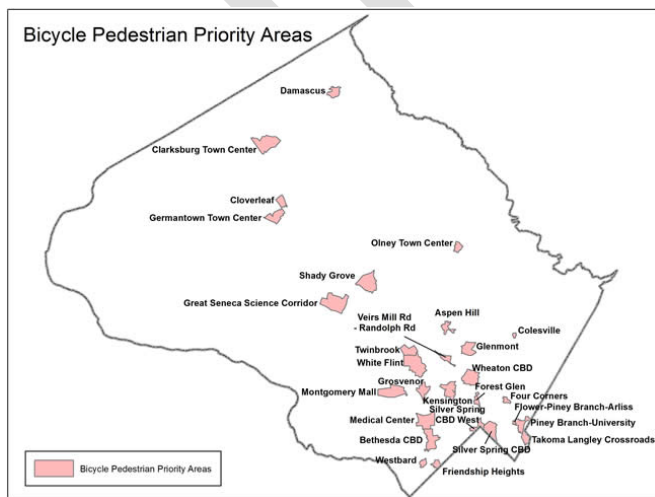 Bicycle Pedestrian Priority Areas
Damascus
Clarksburg Town Center
Cloverleaf
Germantown Town Center
Olney Town Center
Shady Grove
Great Seneca Science Corridor
Aspen Hill
Veirs Mill Rd
- Randolph Rd
Colesville
Glenmont
Twinbrook
White Flint
Wheaton CBD
Grosvenor
Forest Glen
Montgomery Mall
Kensington
Four Corners
Silver Spring
CBD West
Flower-Piney Branch-Arliss
Medical Center
Piney Branch-University
Bethesda CBD
Takoma Langley Crossroads
Silver Spring CBD
Westbard
Friendship Heights
Bicycle Pedestrian Priority Areas